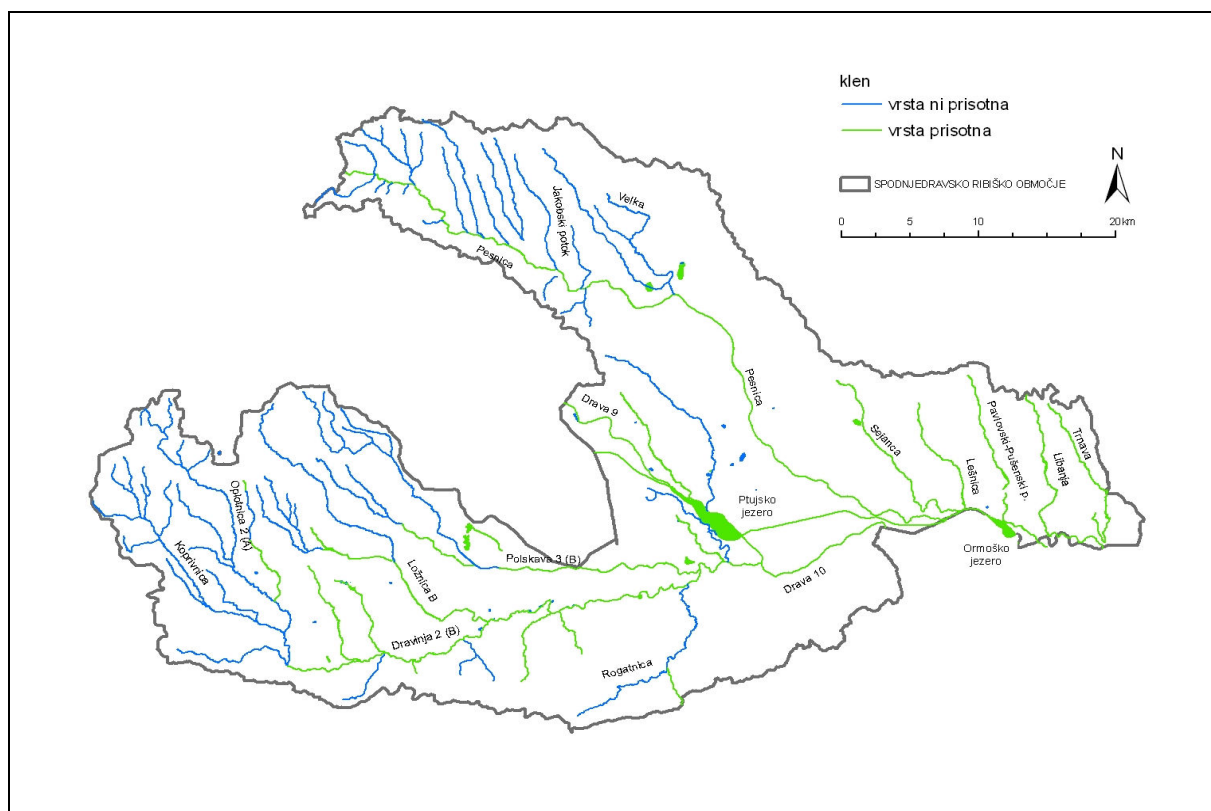 klen
vrsta ni prisotna
vrsta prisotna
N
SPODNJEDRAVSKO RIBIŠKO OBMOČJE
0 5 10 20 km
Velka
Jakobski potok
Pesnica
Pesnica
Drava 9
Sejanca
Lešnica
Pavlovski-Pušenski p.
Libanja
Trnava
Ptujsko
jezero
Ormoško
jezero
Drava 10
Oplotnica 2 (A)
Koprivnica
Ložnica B
Polskava 3 (B)
Dravinja 2 (B)
Rogatnica